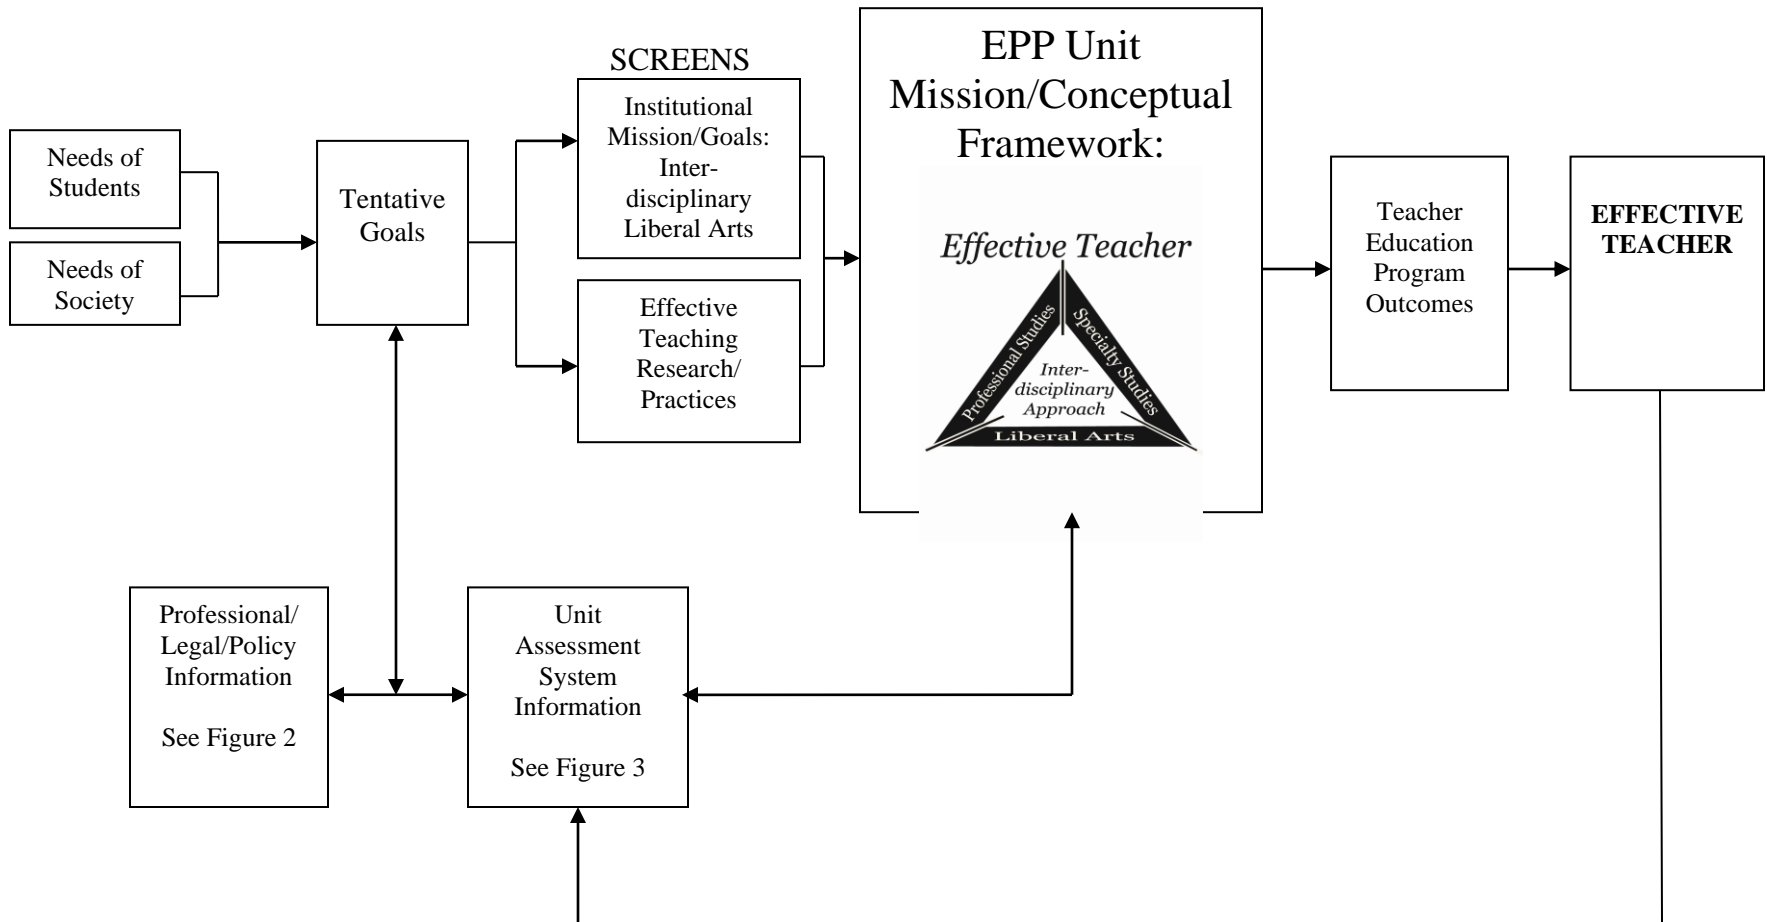 SCREENS
Needs of
Students
Needs of
Society
Tentative
Goals
Institutional
Mission/Goals:
Inter-
disciplinary
Liberal Arts
Effective
Teaching
Research/
Practices
EPP Unit
Mission/Conceptual
Framework:
Effective Teacher
Professional Studies
Specialty Studies
Inter-
disciplinary
Approach
Liberal Arts
Teacher
Education
Program
Outcomes
EFFECTIVE
TEACHER
Professional/
Legal/Policy
Information
See Figure 2
Unit
Assessment
System
Information
See Figure 3